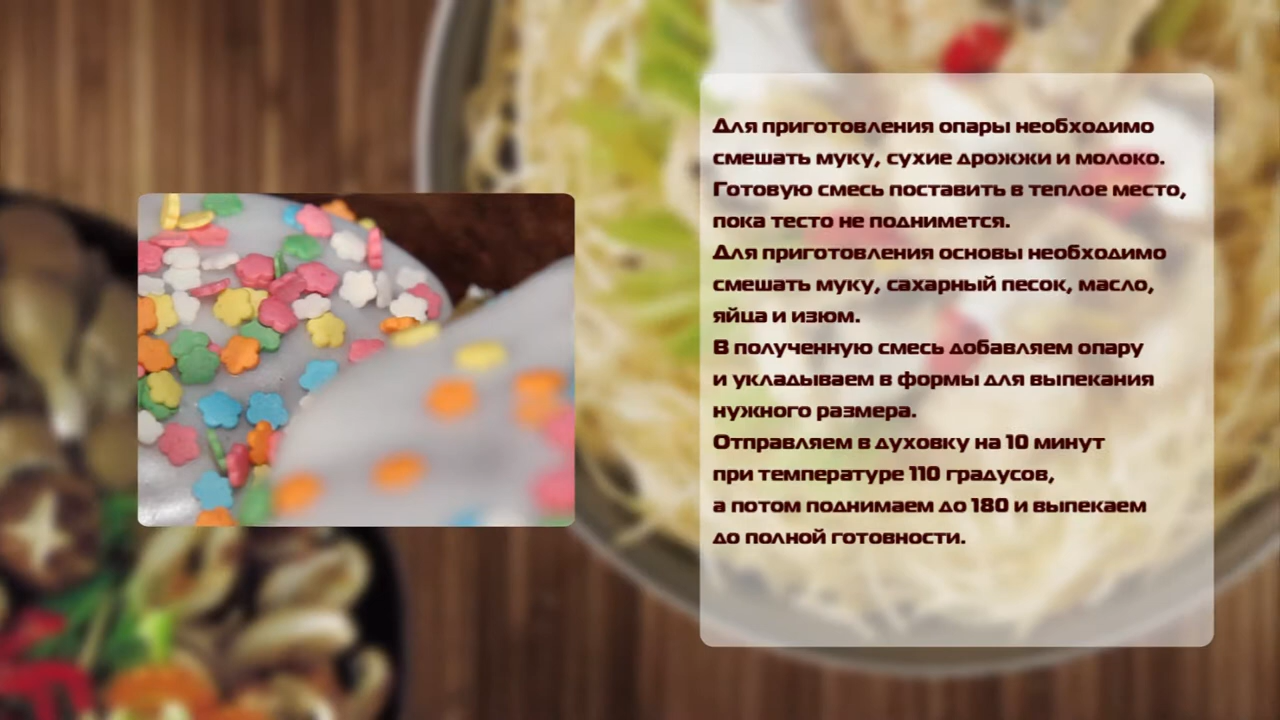 Для приготовления опары необходимо
смешать муку, сухие дрожжи и молоко.
Готовую смесь поставить в теплое место,
пока тесто не поднимется.
Для приготовления основы необходимо
смешать муку, сахарный песок, масло,
яйца и изюм.
В полученную смесь добавляем опару
и укладываем в формы для выпекания
нужного размера.
Отправляем в духовку на 10 минут
при температуре 110 градусов,
а потом поднимаем до 180 и выпекаем
до полной готовности.